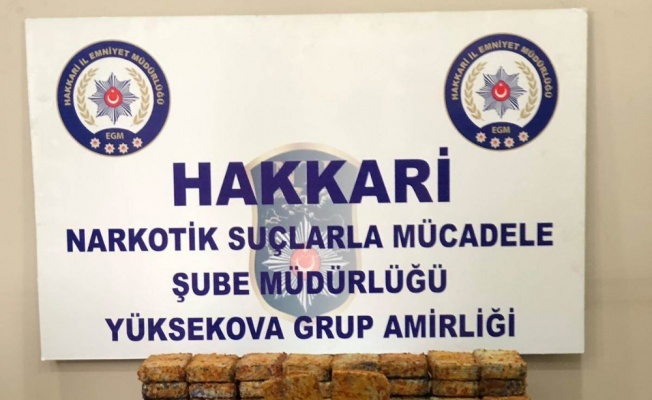 HAKKARİ İL EMNİYET MÜDÜRLÜĞÜ
EGM
HAKKARİ İL EMNİYET MÜDÜRLÜĞÜ
EGM
HAKKARİ
NARKOTİK SUÇLARLA MÜCADELE
ŞUBE MÜDÜRLÜĞÜ
YÜKSEKOVA GRUP AMİRLİĞİ